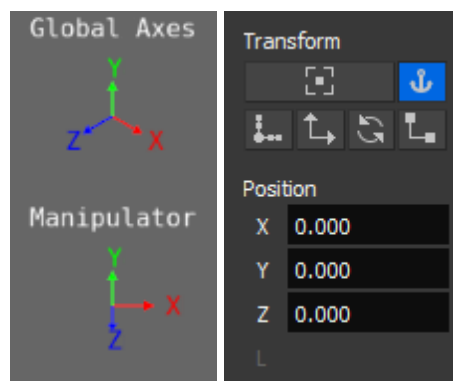 Global Axes
Y
Z X
Manipulator
Y
X
Z
Transform
Position
X 0.000
Y 0.000
Z 0.000
L